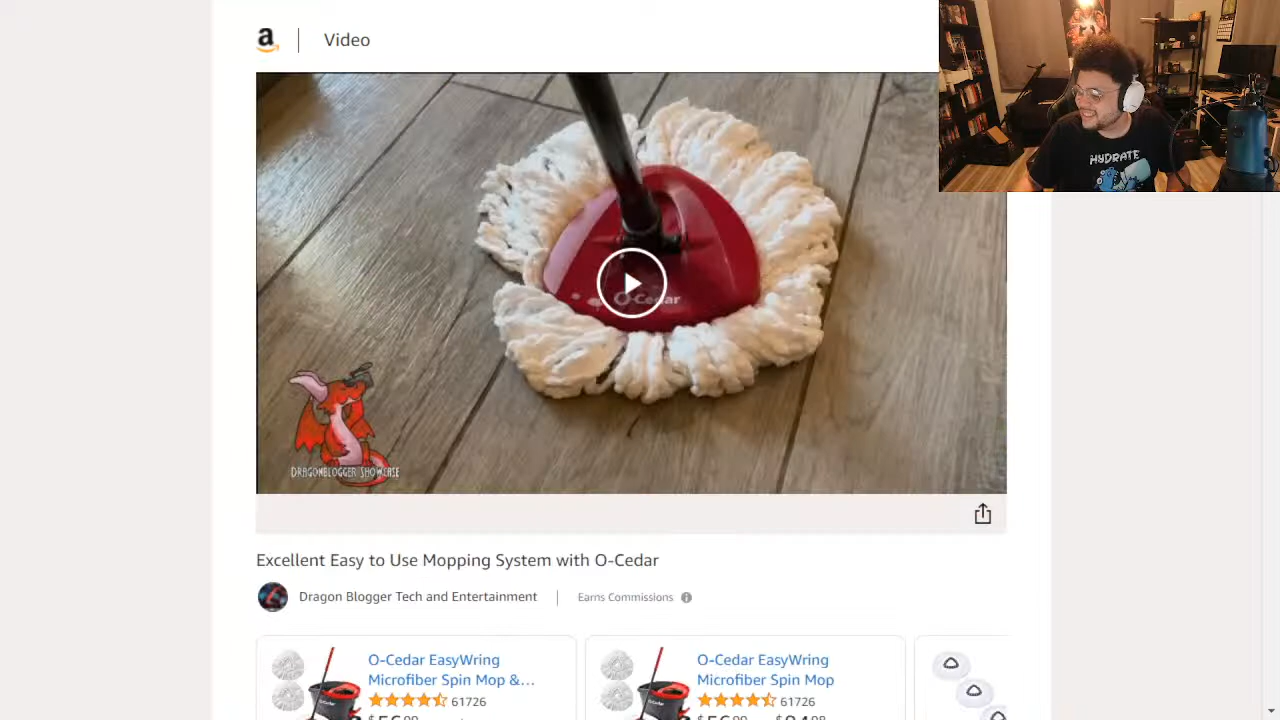 a
Video
HYDRATE
O-Cedar
DRAGONBLOGGER SHOWCASE
Excellent Easy to Use Mopping System with O-Cedar
Dragon Blogger Tech and Entertainment
Earns Commissions
O-Cedar EasyWring
Microfiber Spin Mop &...
61726
O-Cedar EasyWring
Microfiber Spin Mop
61726